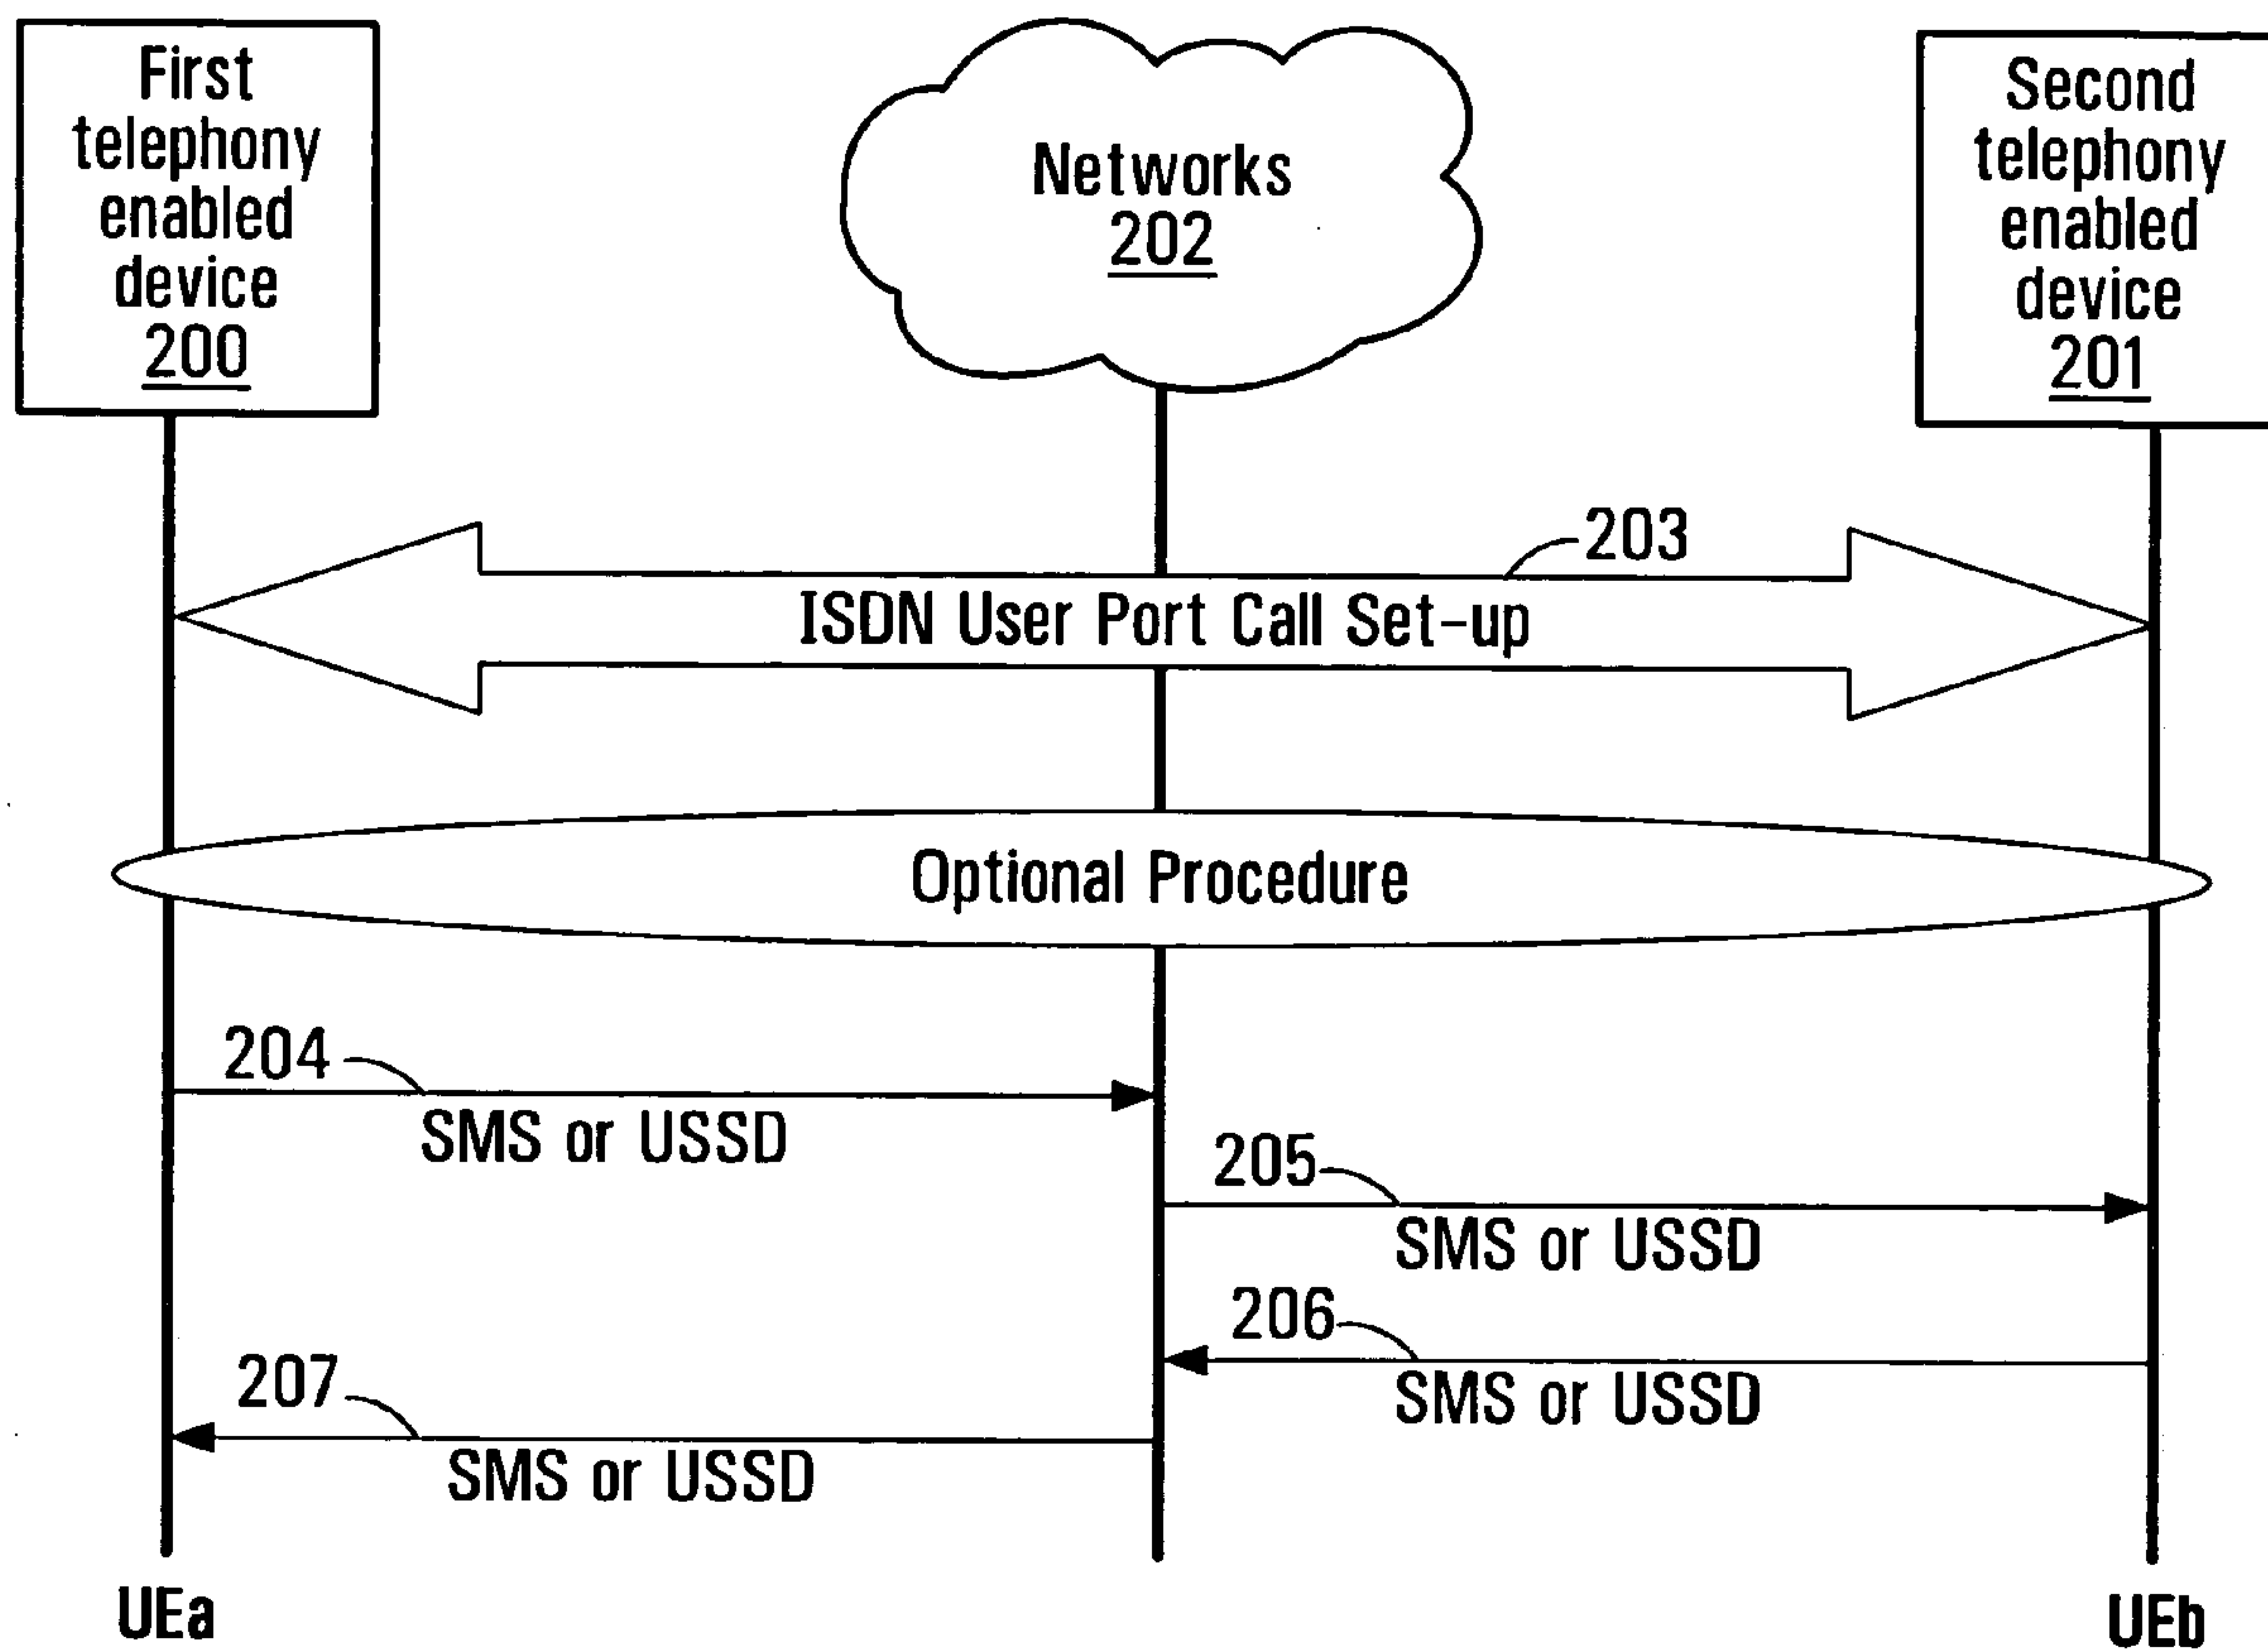 First
telephony
enabled
device
200
Networks
202
Second
telephony
enabled
device
201
203
ISDN User Port Call Set-up
Optional Procedure
204
SMS or USSD
205
SMS or USSD
206
SMS or USSD
207
SMS or USSD
UEa
UEb